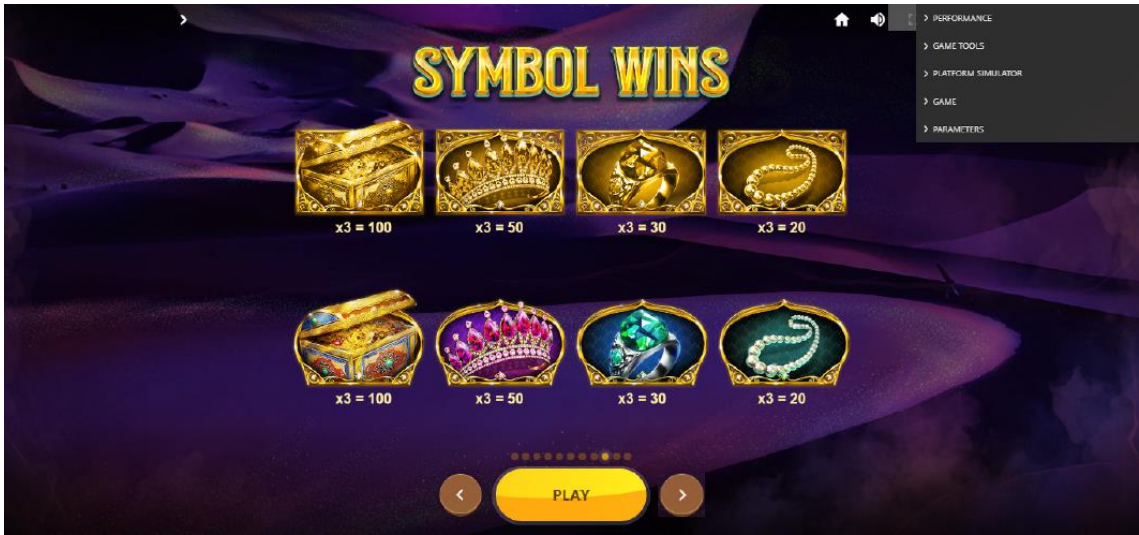 PERFORMANCE
GAME TOOLS
PLATFORM SIMULATOR
GAME
PARAMETERS
SYMBOL WINS
x3 = 100 x3 = 50 x3 = 30 x3 = 20
x3 = 100 x3 = 50 x3 = 30 x3 = 20
PLAY